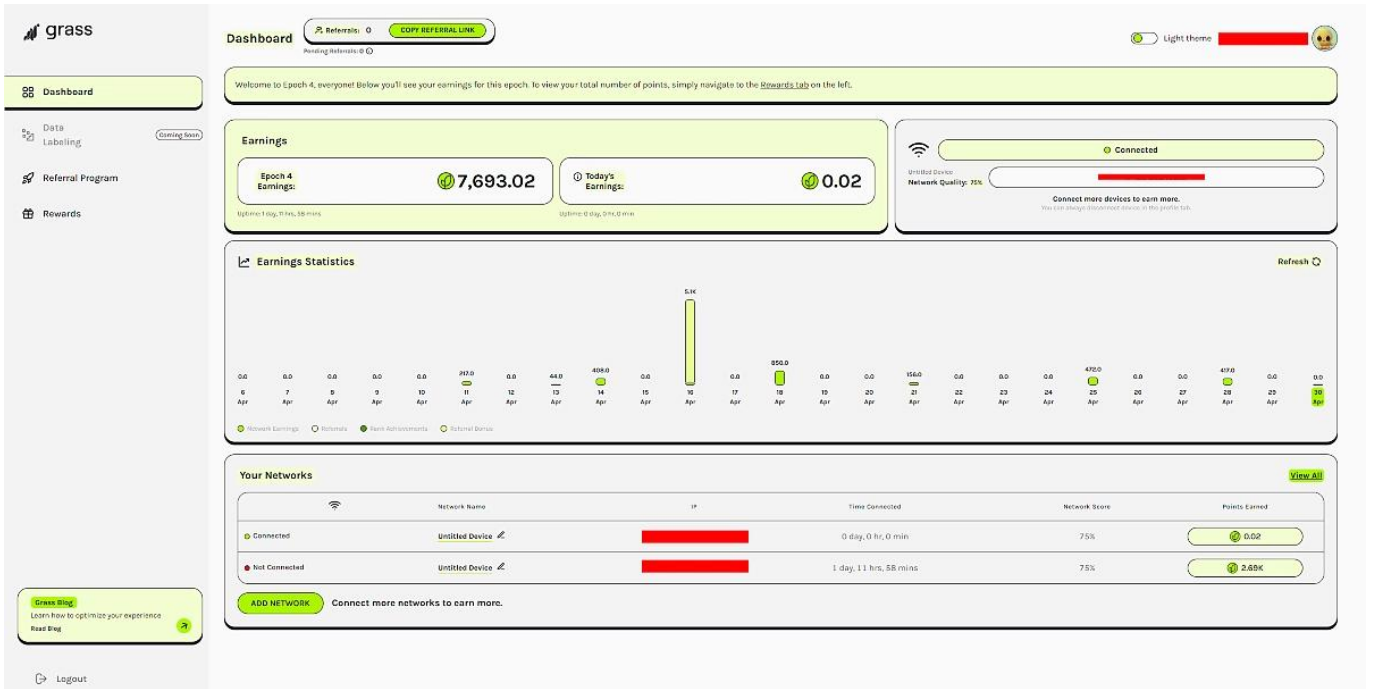 grass
Dashboard
Data
Labeling
Coming Soon
Referral Program
Rewards
Grass Blog
Learn how to optimize your experience
Read Blog
Logout
Dashboard
Referrals: 0
COPY REFERRAL LINK
Pending Referrals: 0
Light theme
Welcome to Epoch 4, everyone! Below you'll see your earnings for this epoch. To view your total number of points, simply navigate to the Rewards tab on the left.
Earnings
Epoch 4
Earnings:
7,693.02
Uptime: 1 day, 11 hrs, 58 mins
Today's
Earnings:
0.02
Uptime: 0 day, 0 hr, 0 min
Connected
Untitled Device
Network Quality: 75%
Connect more devices to earn more.
You can always disconnect device in the profile tab.
Earnings Statistics
Refresh
5.1K
850.0
0.0 0.0 0.0 0.0 0.0 217.0 0.0 44.0 408.0 0.0 0.0 0.0 0.0 156.0 0.0 0.0 0.0 472.0 0.0 0.0 417.0 0.0 0.0
6 7 8 9 10 11 12 13 14 15 16 17 18 19 20 21 22 23 24 25 26 27 28 29 30
Apr Apr Apr Apr Apr Apr Apr Apr Apr Apr Apr Apr Apr Apr Apr Apr Apr Apr Apr Apr Apr Apr Apr Apr Apr
Network Earnings Referrals Rank Achievements Referral Bonus
Your Networks
View All
Network Name IP Time Connected Network Score Points Earned
Connected Untitled Device 0 day, 0 hr, 0 min 75% 0.02
Not Connected Untitled Device 1 day, 11 hrs, 58 mins 75% 2.69K
ADD NETWORK Connect more networks to earn more.